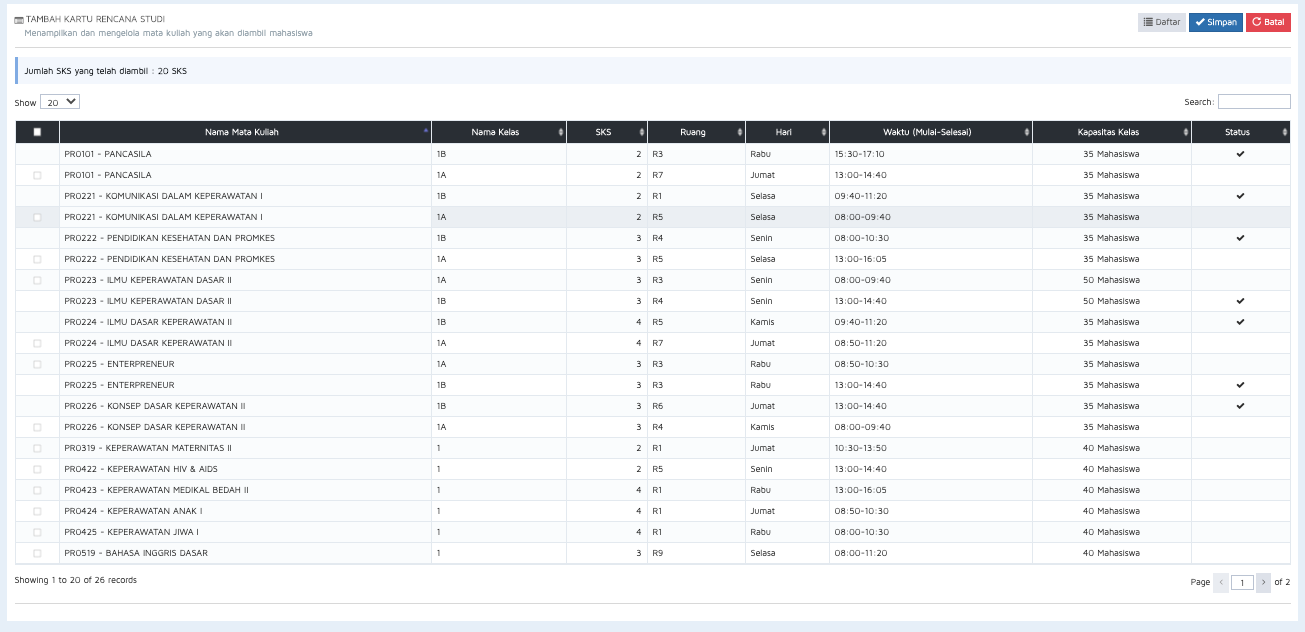 TAMBAH KARTU RENCANA STUDI
Menampilkan dan mengelola mata kuliah yang akan diambil mahasiswa
Daftar Simpan Batal
Jumlah SKS yang telah diambil : 20 SKS
Show 20 Search:
Nama Mata Kuliah Nama Kelas SKS Ruang Hari Waktu (Mulai-Selesai) Kapasitas Kelas Status
PR0101 - PANCASILA 1B 2 R3 Rabu 15:30-17:10 35 Mahasiswa
PR0101 - PANCASILA 1A 2 R7 Jumat 13:00-14:40 35 Mahasiswa
PR0221 - KOMUNIKASI DALAM KEPERAWATAN I 1B 2 R1 Selasa 09:40-11:20 35 Mahasiswa
PR0221 - KOMUNIKASI DALAM KEPERAWATAN I 1A 2 R5 Selasa 08:00-09:40 35 Mahasiswa
PR0222 - PENDIDIKAN KESEHATAN DAN PROMKES 1B 3 R4 Senin 08:00-10:30 35 Mahasiswa
PR0222 - PENDIDIKAN KESEHATAN DAN PROMKES 1A 3 R5 Selasa 13:00-16:05 35 Mahasiswa
PR0223 - ILMU KEPERAWATAN DASAR II 1A 3 R3 Senin 08:00-09:40 50 Mahasiswa
PR0223 - ILMU KEPERAWATAN DASAR II 1B 3 R4 Senin 13:00-14:40 50 Mahasiswa
PR0224 - ILMU DASAR KEPERAWATAN II 1B 4 R5 Kamis 09:40-11:20 35 Mahasiswa
PR0224 - ILMU DASAR KEPERAWATAN II 1A 4 R7 Jumat 08:50-11:20 35 Mahasiswa
PR0225 - ENTERPRENEUR 1A 3 R3 Rabu 08:50-10:30 35 Mahasiswa
PR0225 - ENTERPRENEUR 1B 3 R3 Rabu 13:00-14:40 35 Mahasiswa
PR0226 - KONSEP DASAR KEPERAWATAN II 1B 3 R6 Jumat 13:00-14:40 35 Mahasiswa
PR0226 - KONSEP DASAR KEPERAWATAN II 1A 3 R4 Kamis 08:00-09:40 35 Mahasiswa
PR0319 - KEPERAWATAN MATERNITAS II 1 2 R1 Jumat 10:30-13:50 40 Mahasiswa
PR0422 - KEPERAWATAN HIV & AIDS 1 2 R5 Senin 13:00-14:40 40 Mahasiswa
PR0423 - KEPERAWATAN MEDIKAL BEDAH II 1 4 R1 Rabu 13:00-16:05 40 Mahasiswa
PR0424 - KEPERAWATAN ANAK I 1 4 R1 Jumat 08:50-10:30 40 Mahasiswa
PR0425 - KEPERAWATAN JIWA I 1 4 R1 Rabu 08:00-10:30 40 Mahasiswa
PR0519 - BAHASA INGGRIS DASAR 1 3 R9 Selasa 08:00-11:20 40 Mahasiswa
Showing 1 to 20 of 26 records Page < 1 > of 2